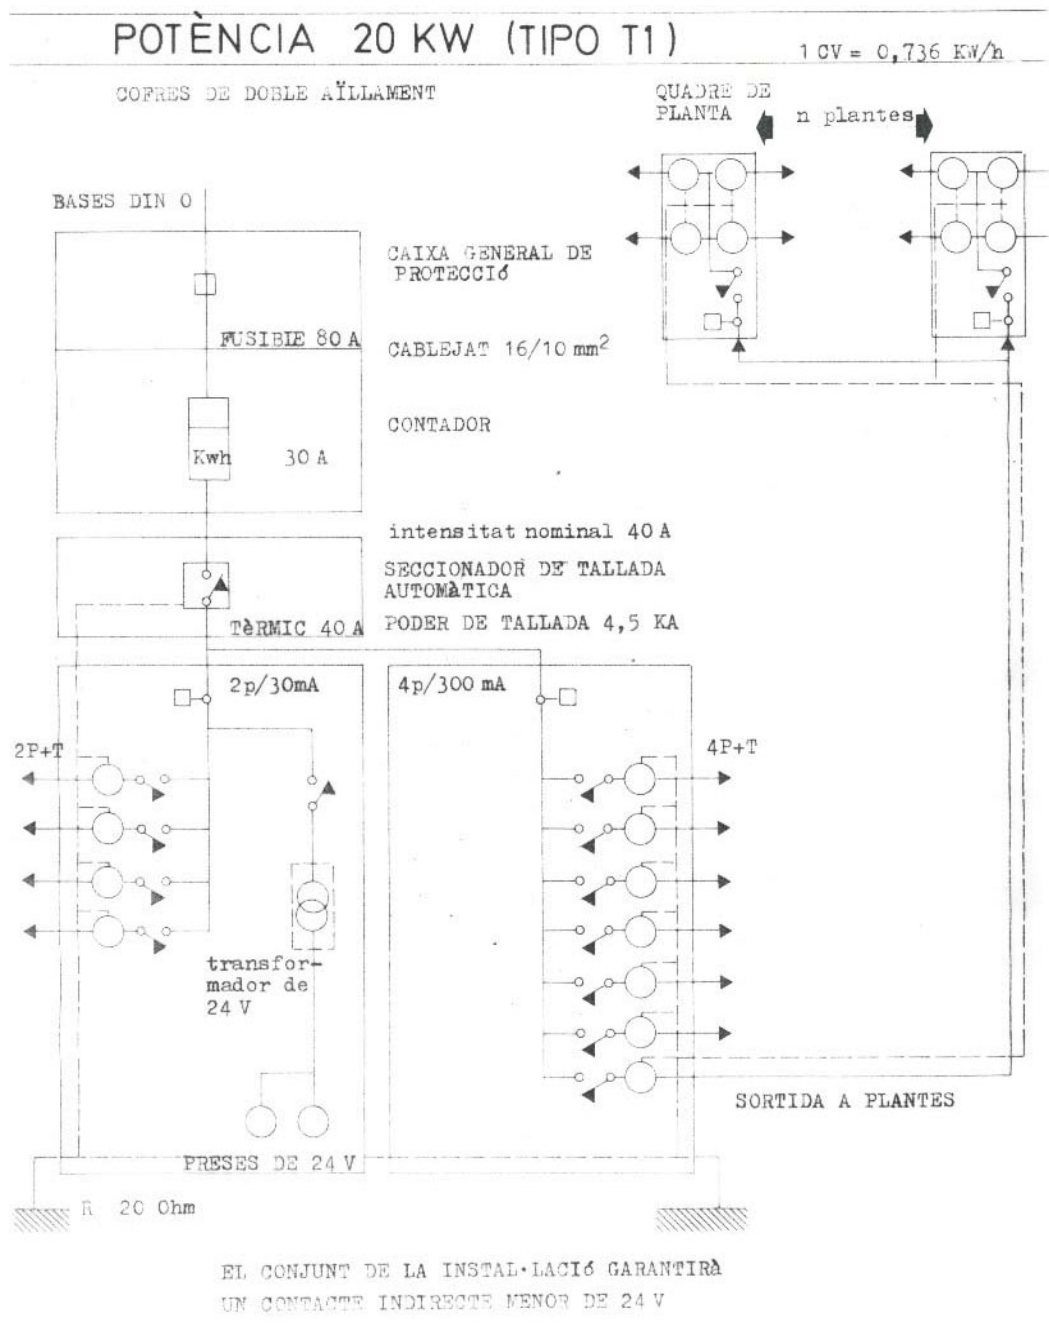 POTÈNCIA 20 KW (TIPO T1)
1 CV = 0,736 KW/h
COFRES DE DOBLE AÏLLAMENT
QUADRE DE
PLANTA
n plantes
BASES DIN O
CAIXA GENERAL DE
PROTECCIó
FUSIBLE 80 A
CABLEJAT 16/10 mm²
CONTADOR
Kwh 30 A
intensitat nominal 40 A
SECCIONADOR DE TALLADA
AUTOMàTICA
TèRMIC 40 A
PODER DE TALLADA 4,5 KA
2p/30mA
4p/300 mA
2P+T
4P+T
transfor-
mador de
24 V
SORTIDA A PLANTES
PRESES DE 24 V
R 20 Ohm
EL CONJUNT DE LA INSTAL·LACIó GARANTIRà
UN CONTACTE INDIRECTE MENOR DE 24 V